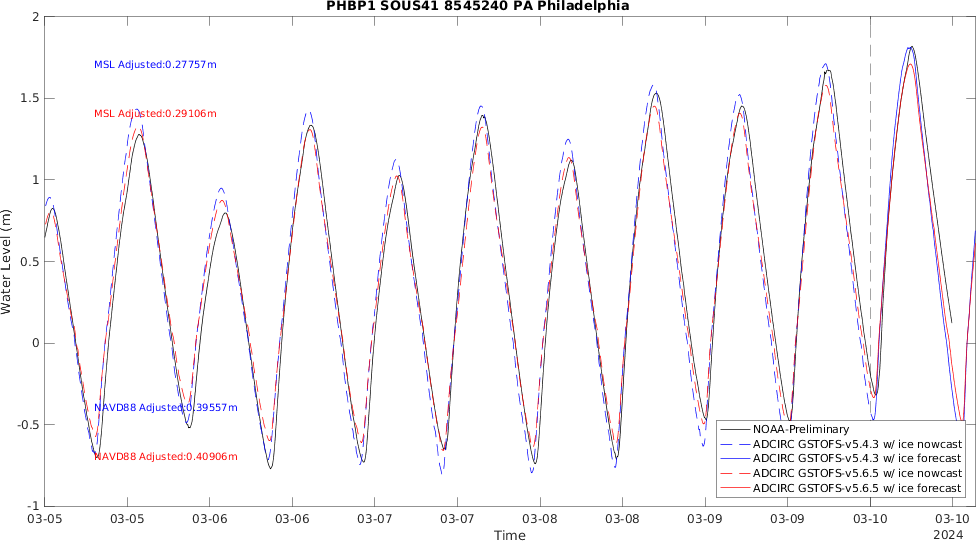 PHBP1 SOUS41 8545240 PA Philadelphia
2
1.5
1
0.5
0
-0.5
-1
Water Level (m)
MSL Adjusted:0.27757m
MSL Adjusted:0.29106m
NAVD88 Adjusted:0.39557m
NAVD88 Adjusted:0.40906m
NOAA-Preliminary
ADCIRC GSTOFS-v5.4.3 w/ ice nowcast
ADCIRC GSTOFS-v5.4.3 w/ ice forecast
ADCIRC GSTOFS-v5.6.5 w/ ice nowcast
ADCIRC GSTOFS-v5.6.5 w/ ice forecast
03-05 03-05 03-06 03-06 03-07 03-07 03-08 03-08 03-09 03-09 03-10 03-10
2024
Time